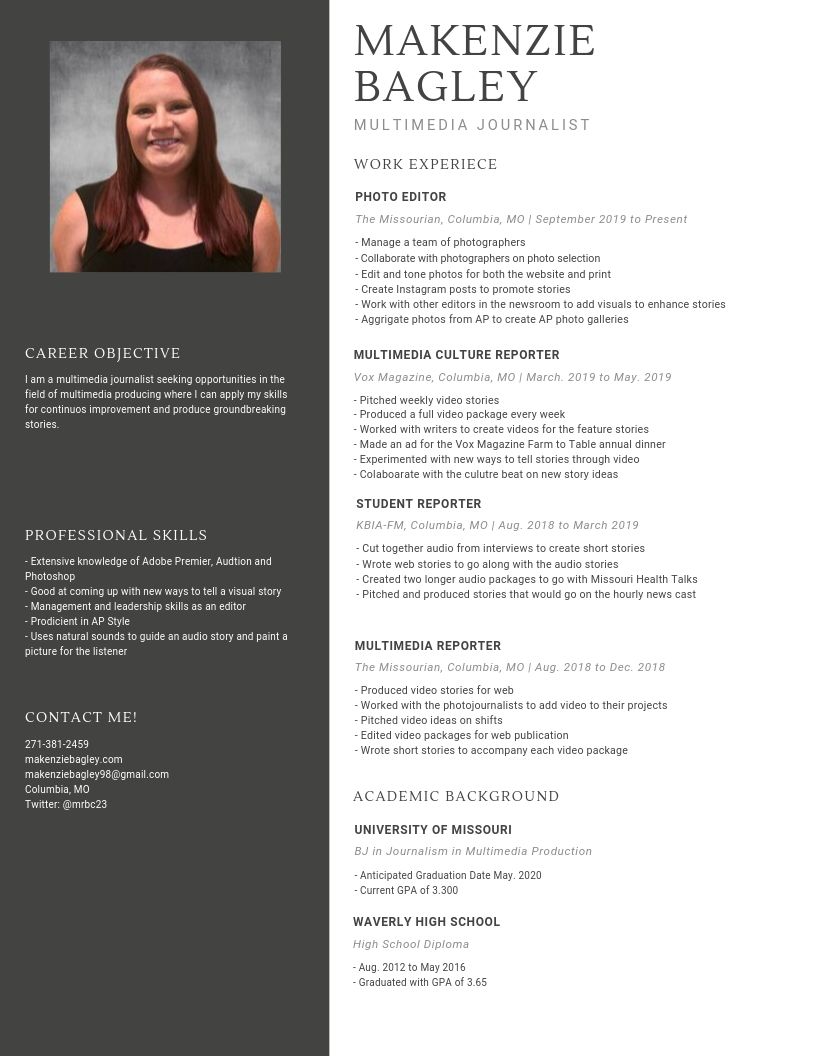 MAKENZIE
BAGLEY
MULTIMEDIA JOURNALIST
WORK EXPERIECE
PHOTO EDITOR
The Missourian, Columbia, MO | September 2019 to Present
- Manage a team of photographers
- Collaborate with photographers on photo selection
- Edit and tone photos for both the website and print
- Create Instagram posts to promote stories
- Work with other editors in the newsroom to add visuals to enhance stories
- Aggrigate photos from AP to create AP photo galleries
MULTIMEDIA CULTURE REPORTER
Vox Magazine, Columbia, MO | March. 2019 to May. 2019
- Pitched weekly video stories
- Produced a full video package every week
- Worked with writers to create videos for the feature stories
- Made an ad for the Vox Magazine Farm to Table annual dinner
- Experimented with new ways to tell stories through video
- Colaboarate with the culutre beat on new story ideas
STUDENT REPORTER
KBIA-FM, Columbia, MO | Aug. 2018 to March 2019
- Cut together audio from interviews to create short stories
- Wrote web stories to go along with the audio stories
- Created two longer audio packages to go with Missouri Health Talks
- Pitched and produced stories that would go on the hourly news cast
MULTIMEDIA REPORTER
The Missourian, Columbia, MO | Aug. 2018 to Dec. 2018
- Produced video stories for web
- Worked with the photojournalists to add video to their projects
- Pitched video ideas on shifts
- Edited video packages for web publication
- Wrote short stories to accompany each video package
ACADEMIC BACKGROUND
UNIVERSITY OF MISSOURI
BJ in Journalism in Multimedia Production
- Anticipated Graduation Date May. 2020
- Current GPA of 3.300
WAVERLY HIGH SCHOOL
High School Diploma
- Aug. 2012 to May 2016
- Graduated with GPA of 3.65
CAREER OBJECTIVE
I am a multimedia journalist seeking opportunities in the
field of multimedia producing where I can apply my skills
for continuos improvement and produce groundbreaking
stories.
PROFESSIONAL SKILLS
- Extensive knowledge of Adobe Premier, Audtion and
Photoshop
- Good at coming up with new ways to tell a visual story
- Management and leadership skills as an editor
- Prodicient in AP Style
- Uses natural sounds to guide an audio story and paint a
picture for the listener
CONTACT ME!
271-381-2459
makenziebagley.com
makenziebagley98@gmail.com
Columbia, MO
Twitter: @mrbc23